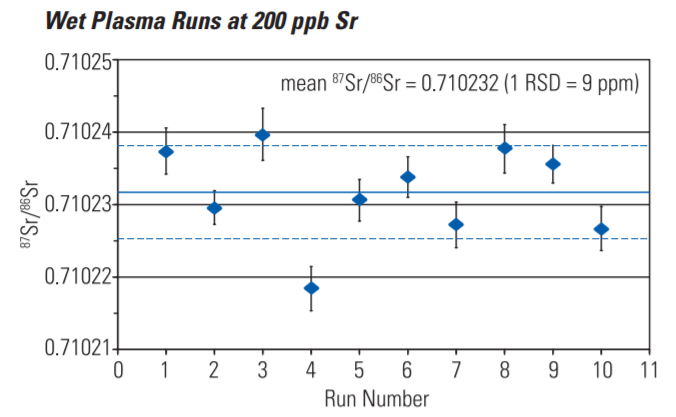 Wet Plasma Runs at 200 ppb Sr
0.71025
mean ⁸⁷Sr/⁸⁶Sr = 0.710232 (1 RSD = 9 ppm)
0.71024
⁸⁷Sr/⁸⁶Sr
0.71023
0.71022
0.71021
0 1 2 3 4 5 6 7 8 9 10 11
Run Number